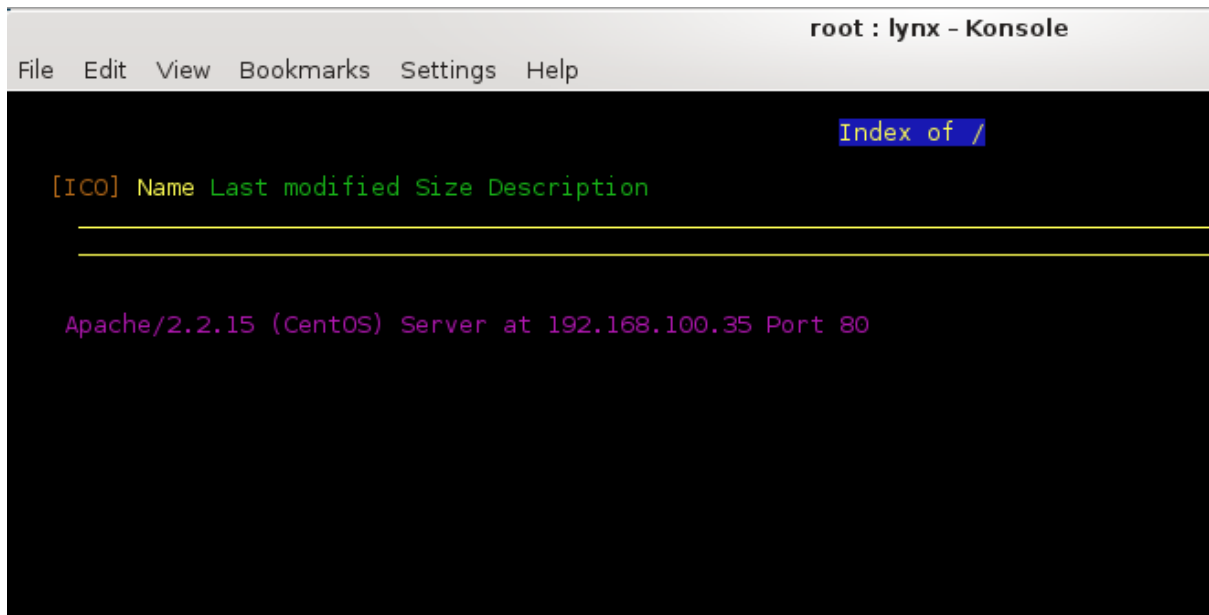 root : lynx – Konsole
File Edit View Bookmarks Settings Help
Index of /
[ICO] Name Last modified Size Description
Apache/2.2.15 (CentOS) Server at 192.168.100.35 Port 80